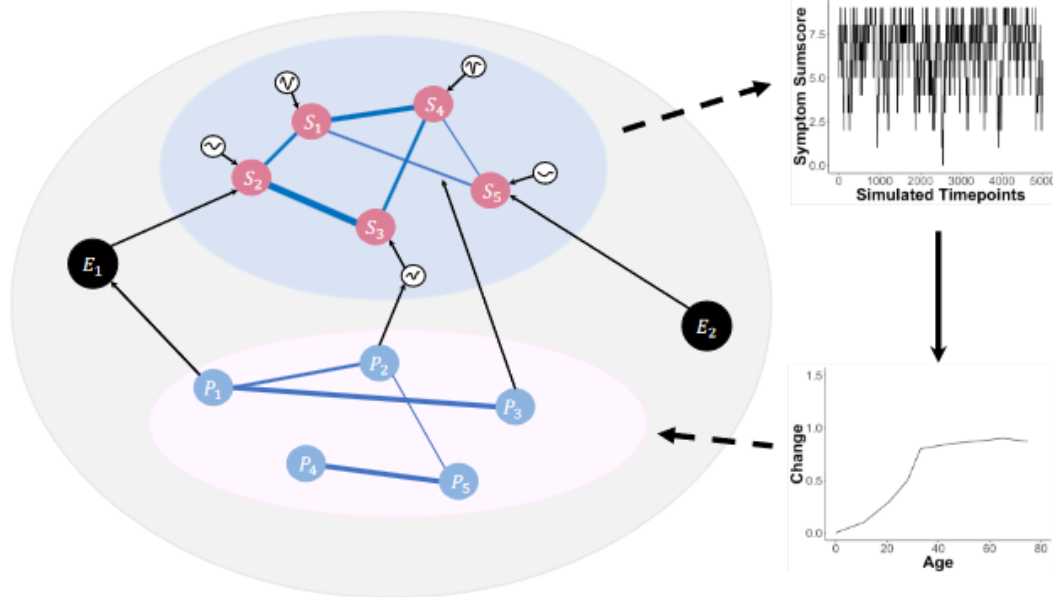 S₁
S₄
S₂
S₅
S₃
E₁
E₂
P₂
P₁
P₃
P₄
P₅
Symptom Sumscore
7.5
5.0
2.5
0.0
0 1000 2000 3000 4000 5000
Simulated Timepoints
Change
1.5
1.0
0.5
0.0
0 20 40 60 80
Age